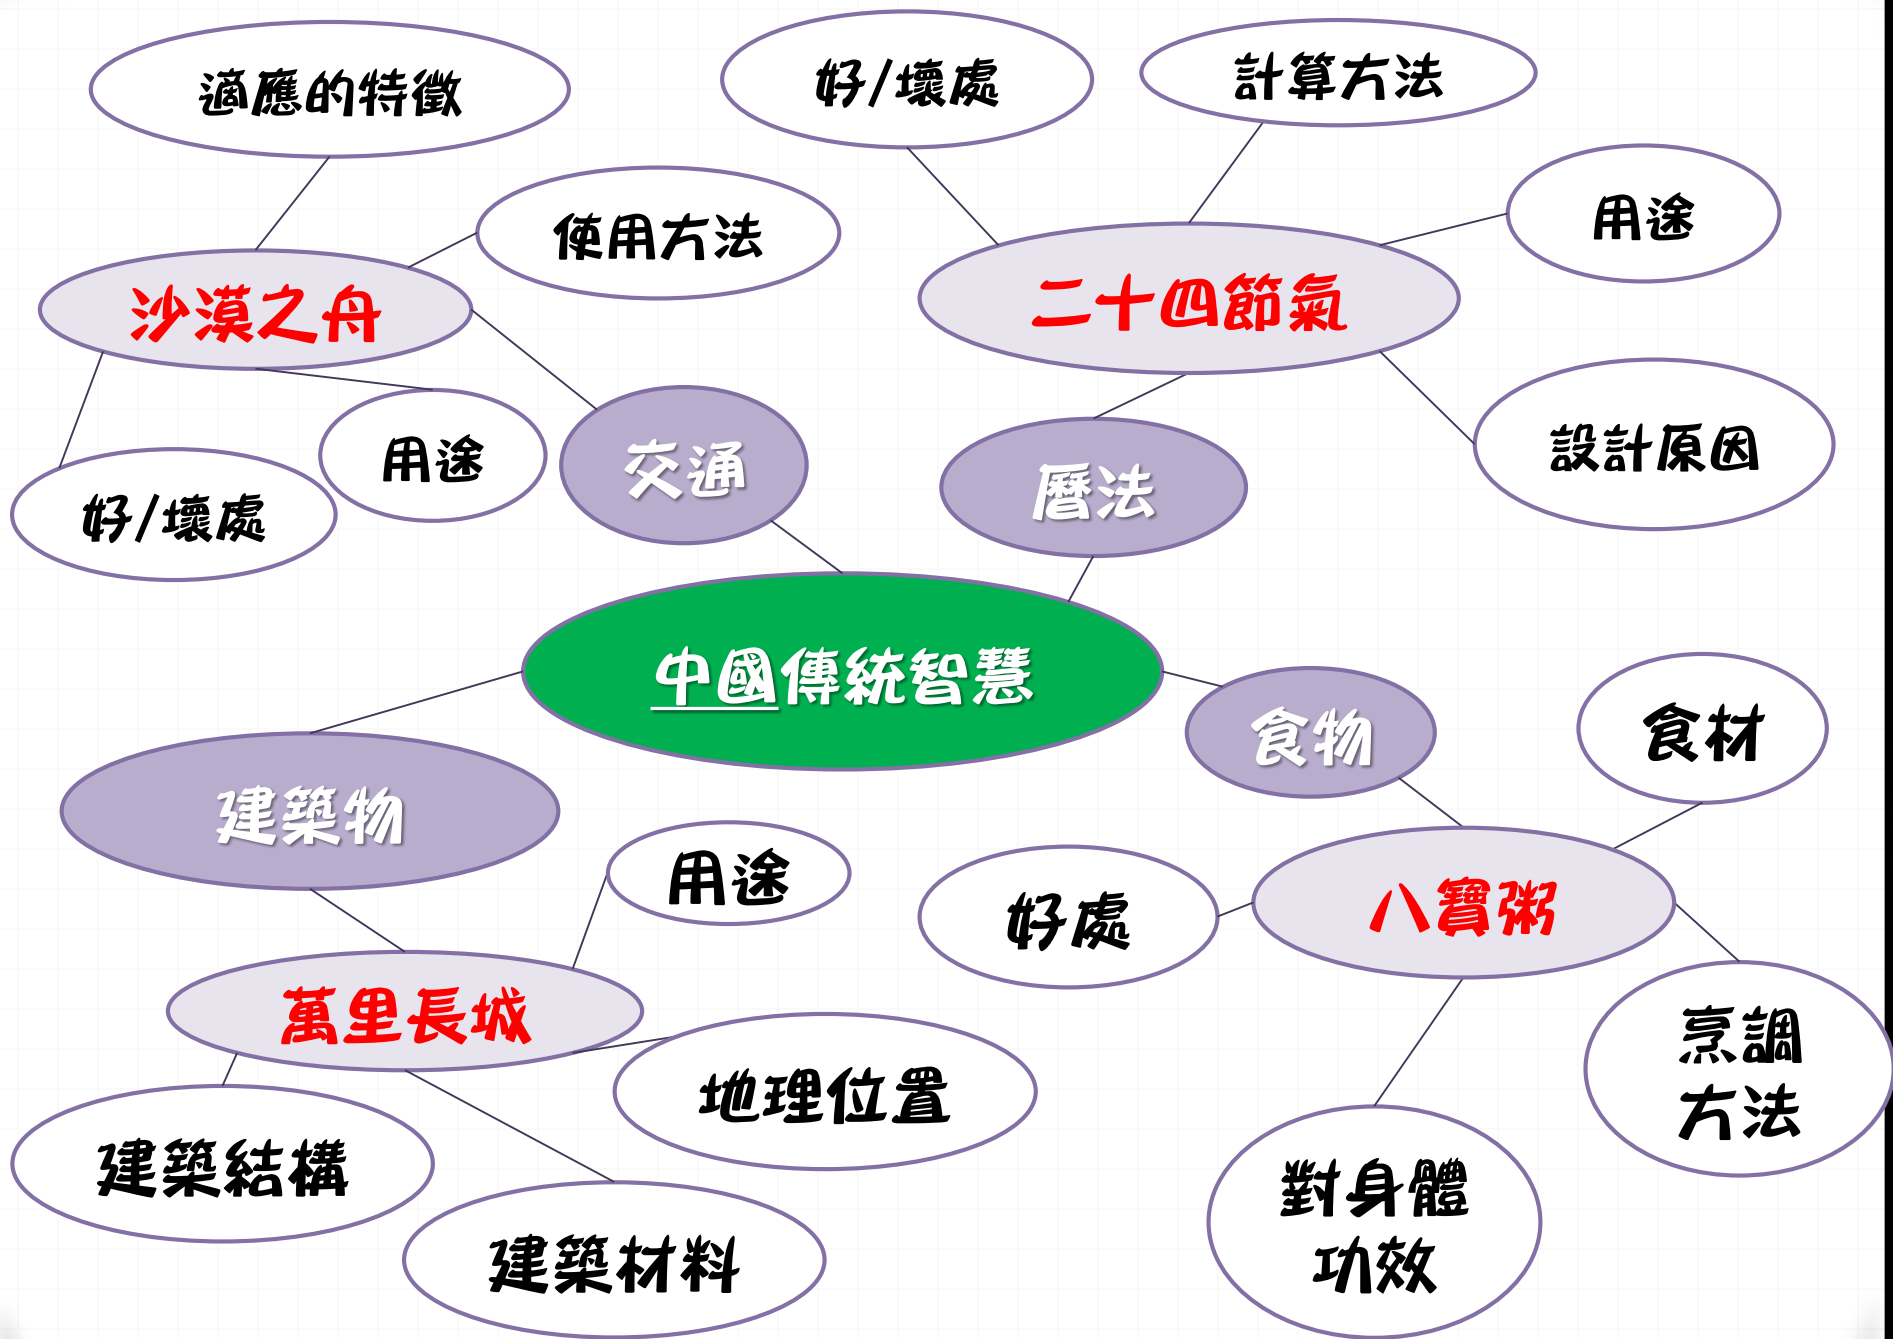 適應的特徵
好/壞處
計算方法
使用方法
用途
沙漠之舟
二十四節氣
用途
交通
曆法
設計原因
好/壞處
中國傳統智慧
食物
食材
建築物
用途
好處
八寶粥
萬里長城
地理位置
烹調
方法
建築結構
建築材料
對身體
功效